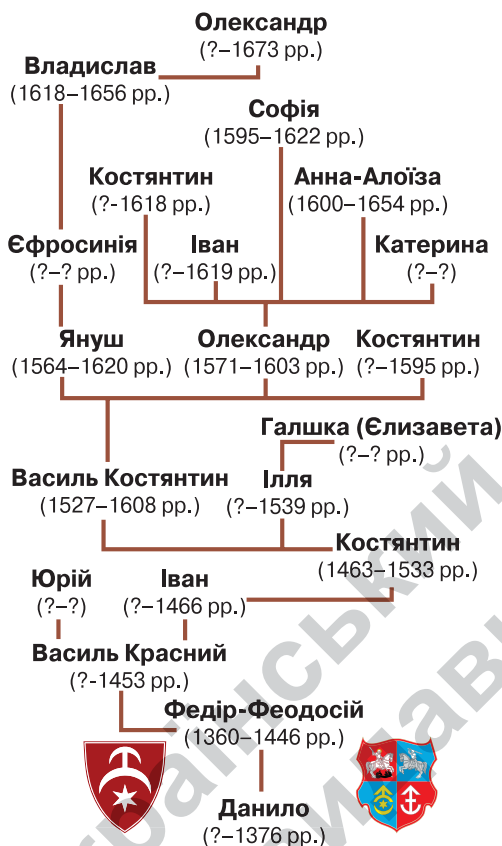 Олександр
(?–1673 рр.)
Владислав
(1618–1656 рр.)
Софія
(1595–1622 рр.)
Костянтин
(?-1618 рр.)
Анна-Алоїза
(1600–1654 рр.)
Єфросинія
(?–? рр.)
Іван
(?–1619 рр.)
Катерина
(?–?)
Януш
(1564–1620 рр.)
Олександр
(1571–1603 рр.)
Костянтин
(?–1595 рр.)
Галшка (Єлизавета)
(?–? рр.)
Василь Костянтин
(1527–1608 рр.)
Ілля
(?–1539 рр.)
Костянтин
(1463–1533 рр.)
Юрій
(?–?)
Іван
(?–1466 рр.)
Василь Красний
(?-1453 рр.)
Федір-Феодосій
(1360–1446 рр.)
Данило
(?–1376 рр.)